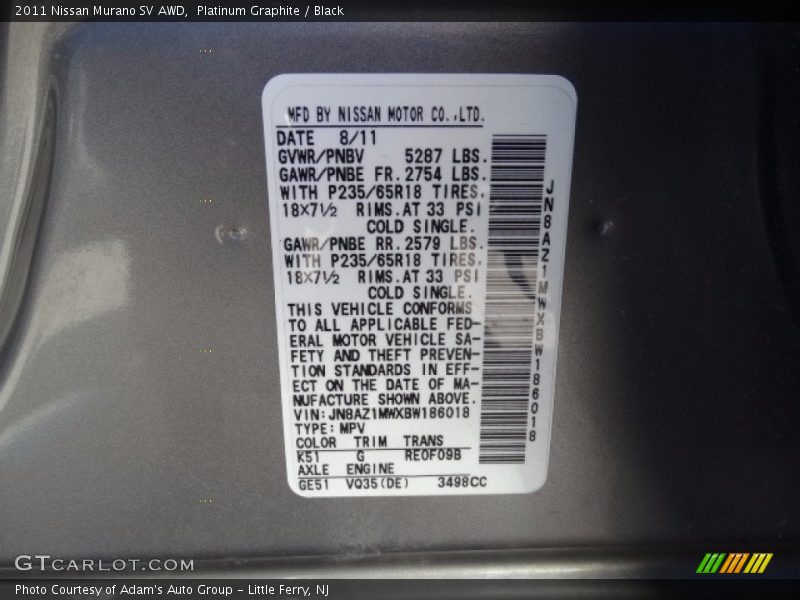 2011 Nissan Murano SV AWD,  Platinum Graphite / Black
MFD BY NISSAN MOTOR CO.,LTD.
DATE 8/11
GVWR/PNBV 5287 LBS.
GAWR/PNBE FR. 2754 LBS.
WITH P235/65R18 TIRES.
18X7½ RIMS. AT 33 PSI
COLD SINGLE.
GAWR/PNBE RR. 2579 LBS.
WITH P235/65R18 TIRES.
18X7½ RIMS. AT 33 PSI
COLD SINGLE.
THIS VEHICLE CONFORMS
TO ALL APPLICABLE FED-
ERAL MOTOR VEHICLE SA-
FETY AND THEFT PREVEN-
TION STANDARDS IN EFF-
ECT ON THE DATE OF MA-
NUFACTURE SHOWN ABOVE.
VIN: JN8AZ1MWXBW186018
TYPE: MPV
COLOR TRIM TRANS
K51 G RE0F09B
AXLE ENGINE
GE51 VQ35(DE) 3498CC
JN8AZ1MWXBW186018
GTCARLOT.COM
Photo Courtesy of Adam's Auto Group – Little Ferry, NJ